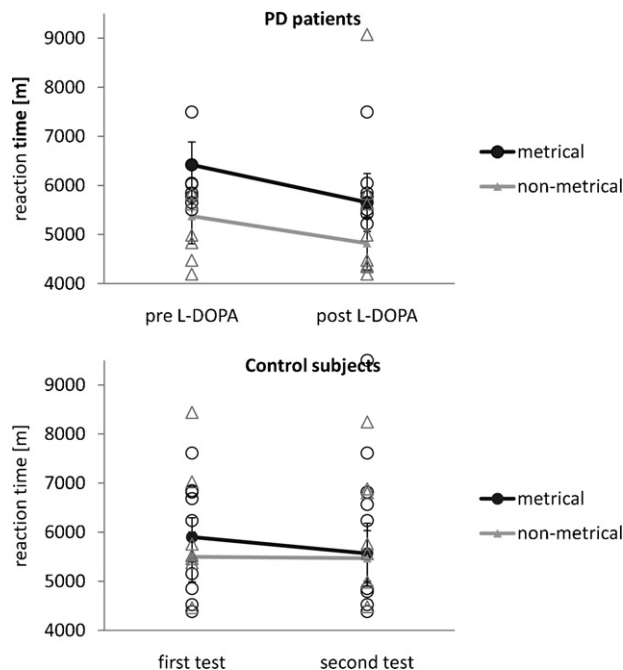 PD patients
9000
8000
7000
6000
5000
4000
reaction time [m]
pre L-DOPA
post L-DOPA
metrical
non-metrical
Control subjects
9000
8000
7000
6000
5000
4000
reaction time [m]
first test
second test
metrical
non-metrical